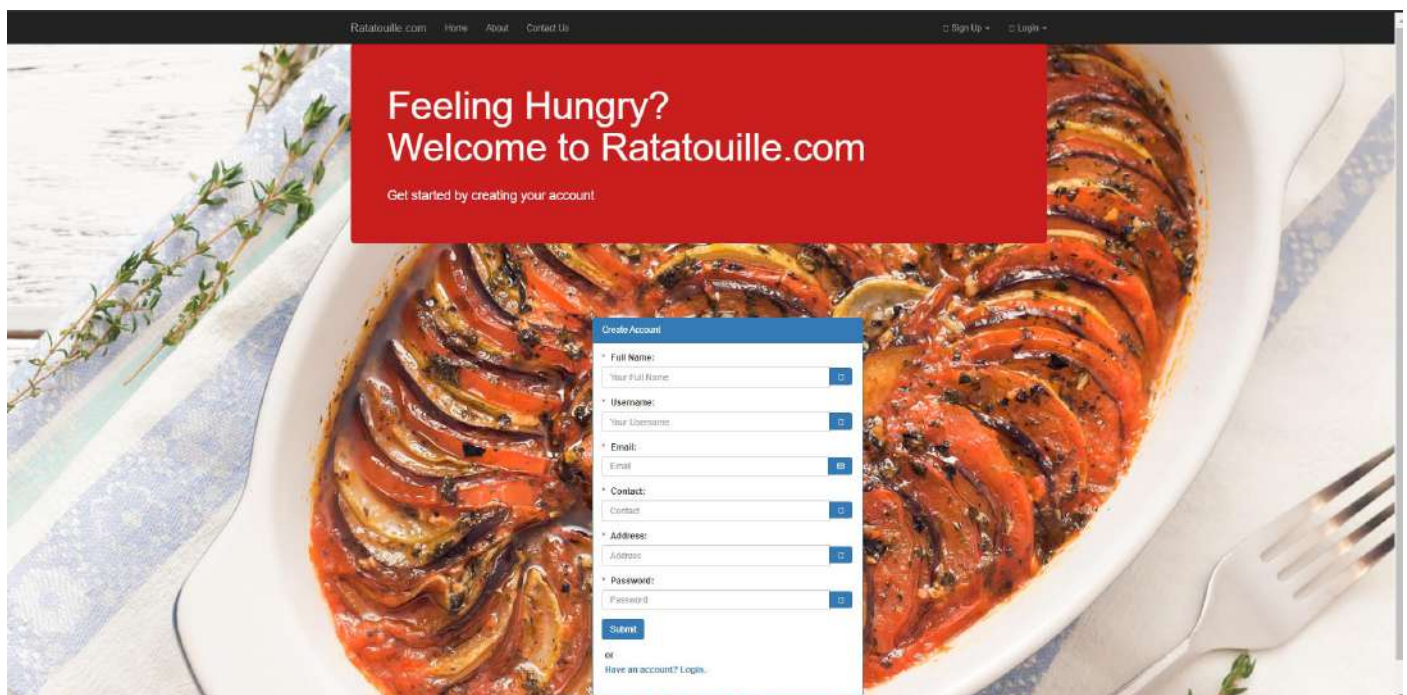 Ratatouille.com Home About Contact Us Sign Up Login
Feeling Hungry?
Welcome to Ratatouille.com
Get started by creating your account
Create Account
* Full Name:
Your Full Name
* Username:
Your Username
* Email:
Email
* Contact:
Contact
* Address:
Address
* Password:
Password
Submit
or
Have an account? Login.